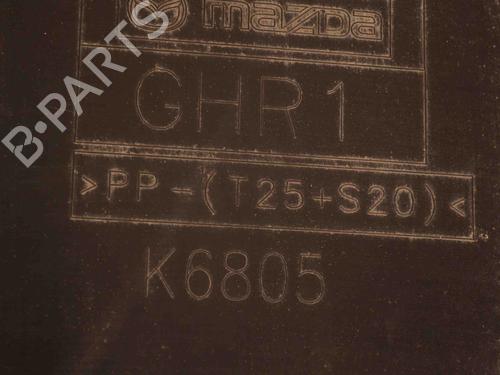 mazda
GHR1
>PP-(T25+S20)<
K6805
B-PARTS